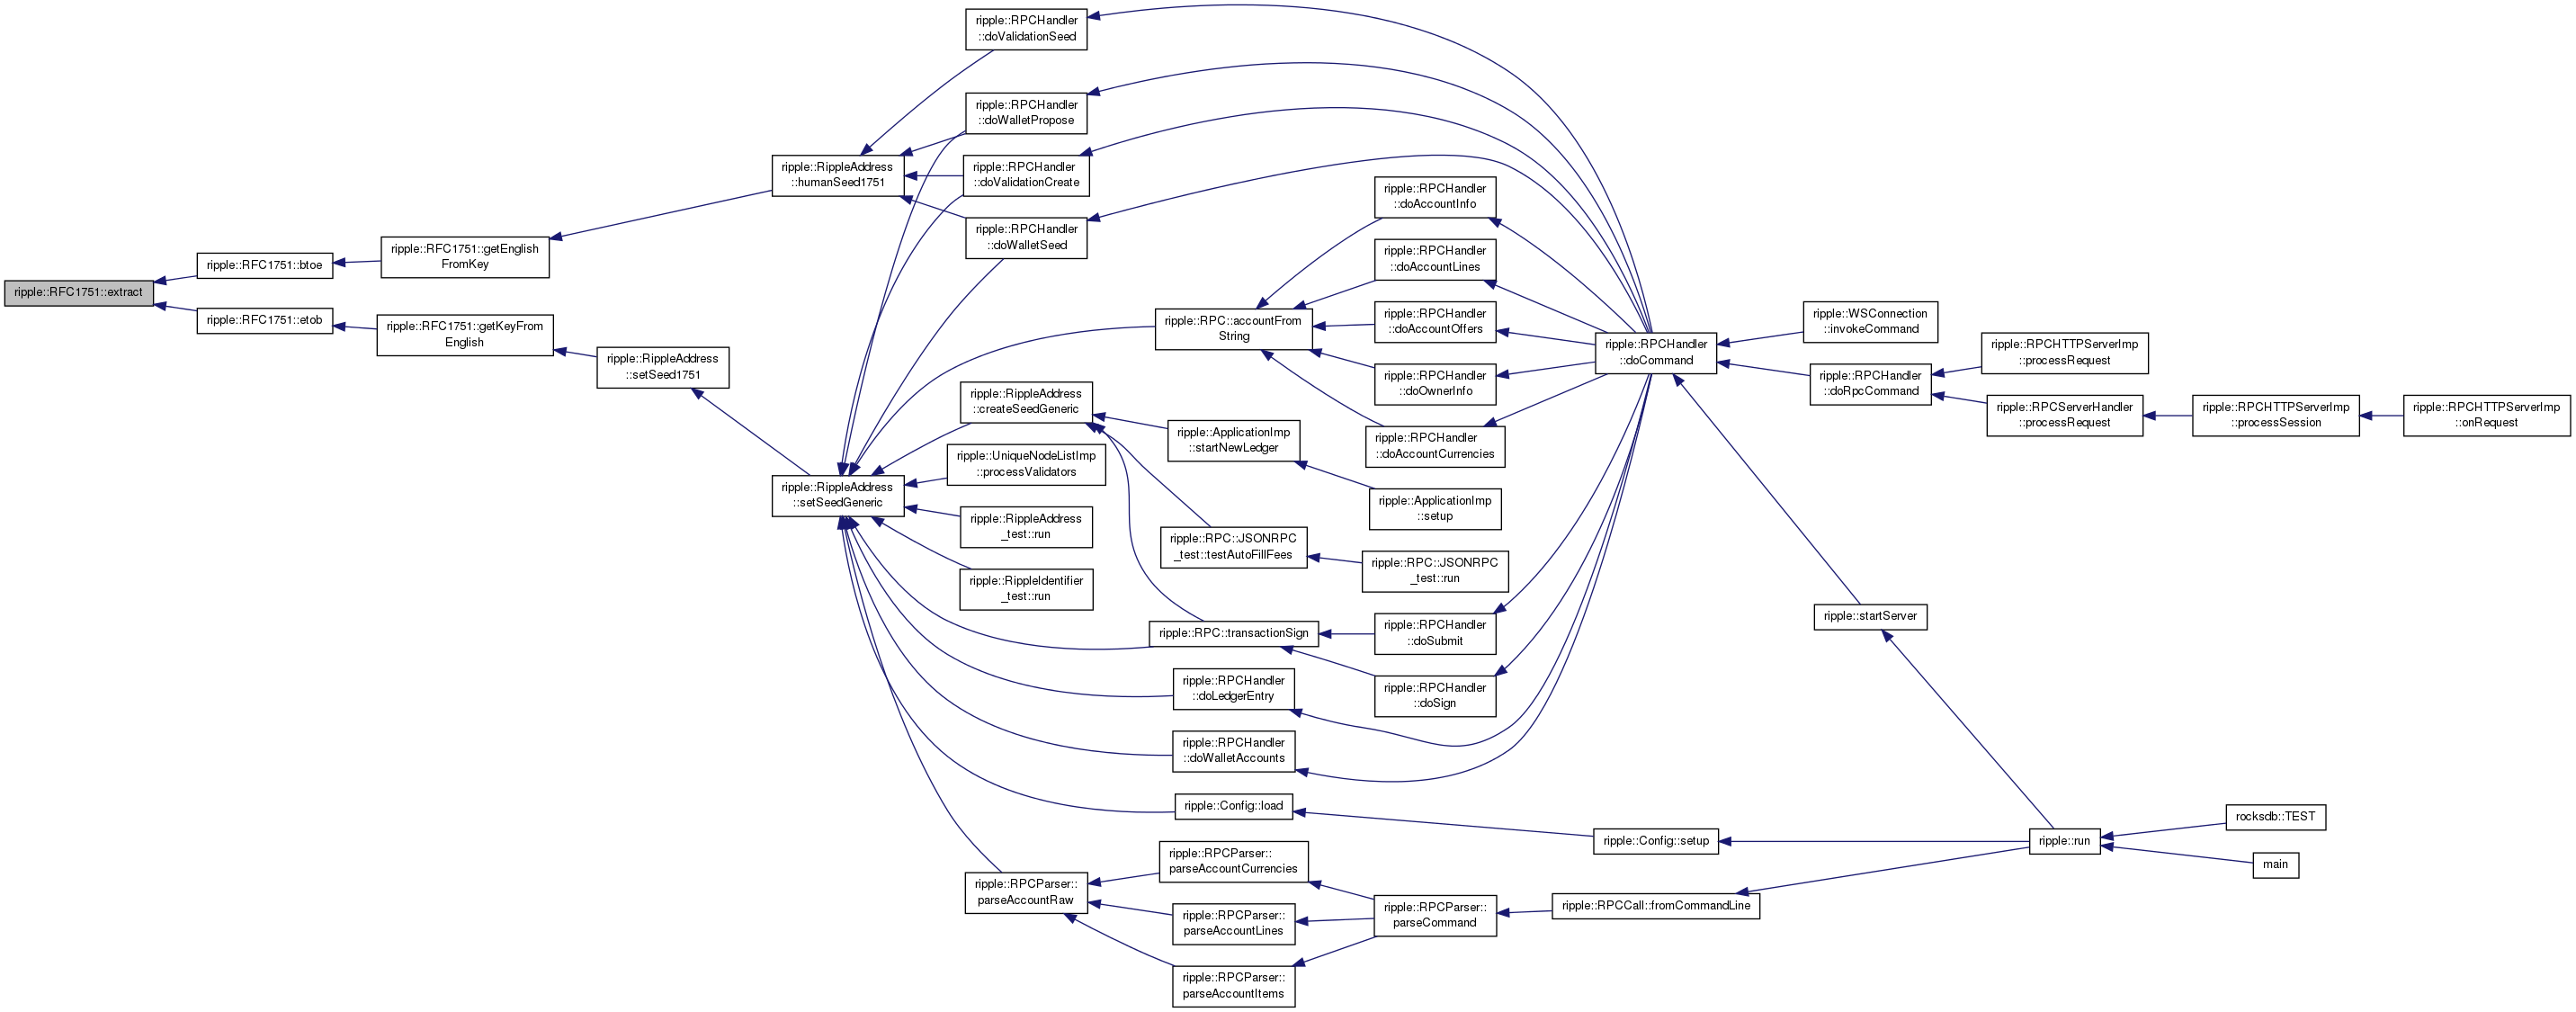 ripple::RFC1751::extract
ripple::RFC1751::btoe
ripple::RFC1751::etob
ripple::RFC1751::getEnglish
FromKey
ripple::RFC1751::getKeyFrom
English
ripple::RippleAddress
::setSeed1751
ripple::RippleAddress
::humanSeed1751
ripple::RippleAddress
::setSeedGeneric
ripple::RPCHandler
::doValidationSeed
ripple::RPCHandler
::doWalletPropose
ripple::RPCHandler
::doValidationCreate
ripple::RPCHandler
::doWalletSeed
ripple::RippleAddress
::createSeedGeneric
ripple::UniqueNodeListImp
::processValidators
ripple::RippleAddress
_test::run
ripple::RippleIdentifier
_test::run
ripple::RPCParser::
parseAccountRaw
ripple::RPC::accountFrom
String
ripple::ApplicationImp
::startNewLedger
ripple::RPC::JSONRPC
_test::testAutoFillFees
ripple::RPC::transactionSign
ripple::RPCHandler
::doLedgerEntry
ripple::RPCHandler
::doWalletAccounts
ripple::Config::load
ripple::RPCParser::
parseAccountCurrencies
ripple::RPCParser::
parseAccountLines
ripple::RPCParser::
parseAccountItems
ripple::RPCHandler
::doAccountInfo
ripple::RPCHandler
::doAccountLines
ripple::RPCHandler
::doAccountOffers
ripple::RPCHandler
::doOwnerInfo
ripple::RPCHandler
::doAccountCurrencies
ripple::ApplicationImp
::setup
ripple::RPC::JSONRPC
_test::run
ripple::RPCHandler
::doSubmit
ripple::RPCHandler
::doSign
ripple::RPCParser::
parseCommand
ripple::RPCHandler
::doCommand
ripple::Config::setup
ripple::RPCCall::fromCommandLine
ripple::WSConnection
::invokeCommand
ripple::RPCHandler
::doRpcCommand
ripple::startServer
ripple::RPCHTTPServerImp
::processRequest
ripple::RPCServerHandler
::processRequest
ripple::run
ripple::RPCHTTPServerImp
::processSession
rocksdb::TEST
main
ripple::RPCHTTPServerImp
::onRequest